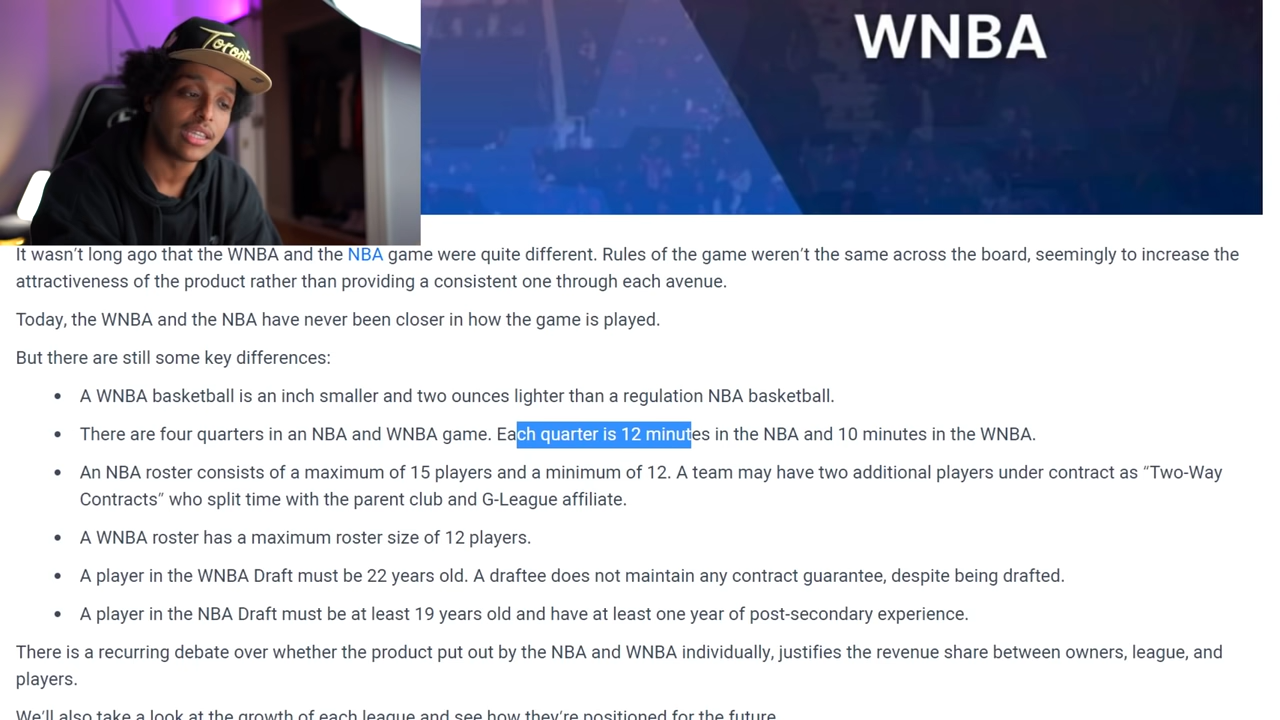 Toronto
WNBA
It wasn’t long ago that the WNBA and the NBA game were quite different. Rules of the game weren’t the same across the board, seemingly to increase the
attractiveness of the product rather than providing a consistent one through each avenue.
Today, the WNBA and the NBA have never been closer in how the game is played.
But there are still some key differences:
• A WNBA basketball is an inch smaller and two ounces lighter than a regulation NBA basketball.
• There are four quarters in an NBA and WNBA game. Each quarter is 12 minutes in the NBA and 10 minutes in the WNBA.
• An NBA roster consists of a maximum of 15 players and a minimum of 12. A team may have two additional players under contract as “Two-Way
Contracts” who split time with the parent club and G-League affiliate.
• A WNBA roster has a maximum roster size of 12 players.
• A player in the WNBA Draft must be 22 years old. A draftee does not maintain any contract guarantee, despite being drafted.
• A player in the NBA Draft must be at least 19 years old and have at least one year of post-secondary experience.
There is a recurring debate over whether the product put out by the NBA and WNBA individually, justifies the revenue share between owners, league, and
players.
We’ll also take a look at the growth of each league and see how they’re positioned for the future.